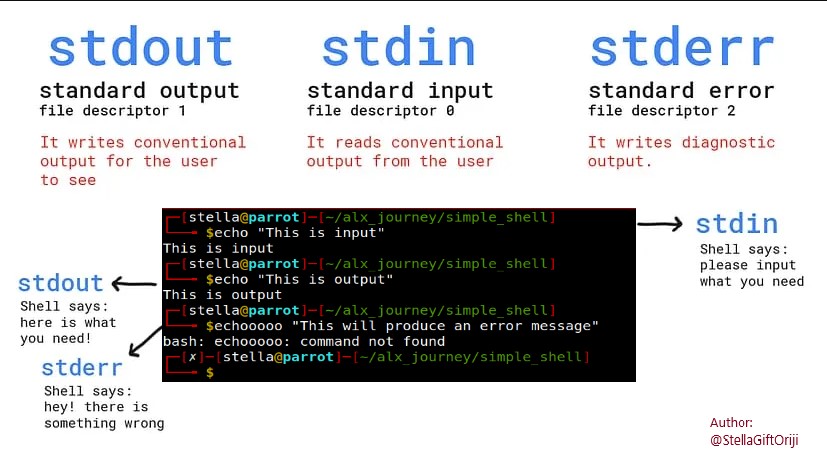 stdout
standard output
file descriptor 1
It writes conventional
output for the user
to see
stdin
standard input
file descriptor 0
It reads conventional
output from the user
stderr
standard error
file descriptor 2
It writes diagnostic
output.
[stella@parrot]-[~/alx_journey/simple_shell]
$echo "This is input"
This is input
[stella@parrot]-[~/alx_journey/simple_shell]
$echo "This is output"
This is output
[stella@parrot]-[~/alx_journey/simple_shell]
$echooooo "This will produce an error message"
bash: echooooo: command not found
[✗]-[stella@parrot]-[~/alx_journey/simple_shell]
$
stdin
Shell says:
please input
what you need
stdout
Shell says:
here is what
you need!
stderr
Shell says:
hey! there is
something wrong
Author:
@StellaGiftOriji